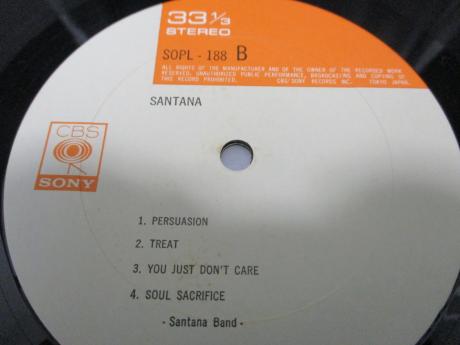 33 1/3
STEREO
SOPL - 188 B
ALL RIGHTS OF THE MANUFACTURER AND OF THE OWNER OF THE RECORDED WORK
RESERVED. UNAUTHORIZED PUBLIC PERFORMANCE, BROADCASTING AND COPYING OF
THIS RECORD PROHIBITED. CBS/SONY RECORDS INC. TOKYO JAPAN.
SANTANA
CBS
SONY
1. PERSUASION
2. TREAT
3. YOU JUST DON'T CARE
4. SOUL SACRIFICE
- Santana Band -